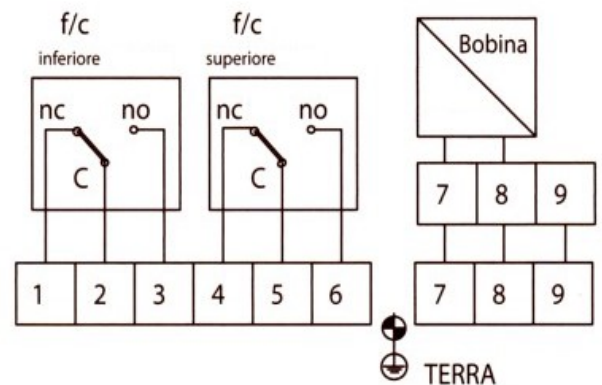 f/c
inferiore
nc no
C
f/c
superiore
nc no
C
Bobina
7 8 9
1 2 3 4 5 6
7 8 9
TERRA